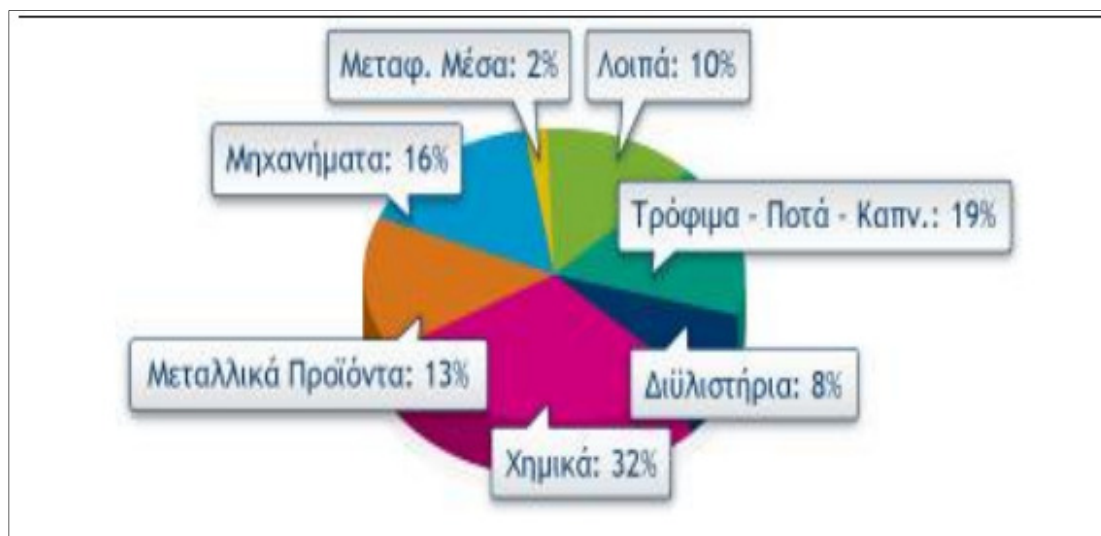 Μεταφ. Μέσα: 2%
Λοιπά: 10%
Μηχανήματα: 16%
Τρόφιμα - Ποτά - Καπν.: 19%
Μεταλλικά Προϊόντα: 13%
Διϋλιστήρια: 8%
Χημικά: 32%